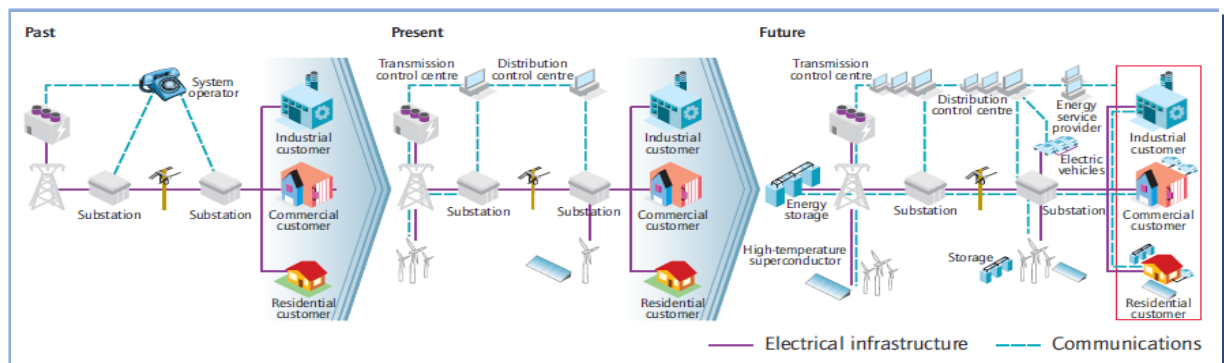 Past
System
operator
Substation
Substation
Industrial
customer
Commercial
customer
Residential
customer
Present
Transmission
control centre
Distribution
control centre
Substation
Substation
Industrial
customer
Commercial
customer
Residential
customer
Future
Transmission
control centre
Distribution
control centre
Energy
service
provider
Electric
vehicles
Energy
storage
Substation
Substation
High-temperature
superconductor
Storage
Industrial
customer
Commercial
customer
Residential
customer
Electrical infrastructure
Communications